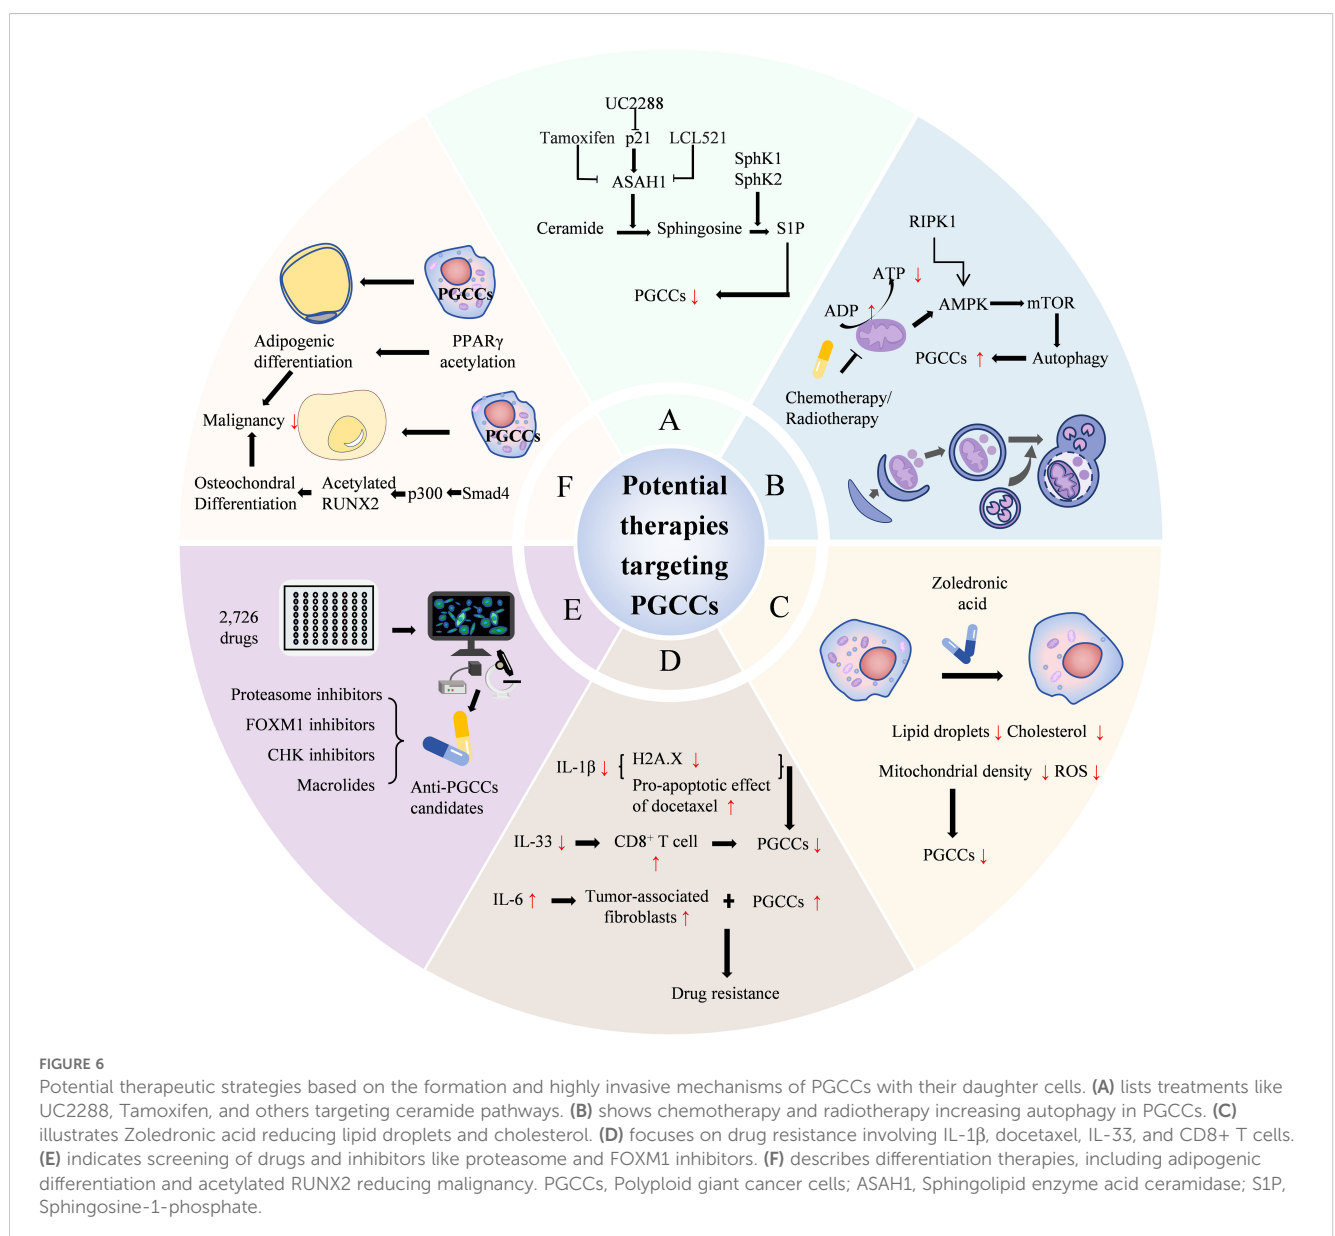 UC2288
Tamoxifen p21 LCL521
SphK1
SphK2
ASAH1
Ceramide Sphingosine S1P
PGCCs ↓
A
RIPK1
ATP ↓
ADP ↑
AMPK mTOR
PGCCs ↑ Autophagy
Chemotherapy/
Radiotherapy
B
Zoledronic
acid
Lipid droplets ↓ Cholesterol ↓
Mitochondrial density ↓ ROS ↓
PGCCs ↓
C
D
IL-1β ↓ { H2A.X ↓ }
Pro-apoptotic effect
of docetaxel ↑
IL-33 ↓ CD8+ T cell PGCCs ↓
↑
IL-6 ↑ Tumor-associated + PGCCs ↑
fibroblasts ↑
Drug resistance
E
2,726
drugs
Proteasome inhibitors
FOXM1 inhibitors
CHK inhibitors
Macrolides
Anti-PGCCs
candidates
F
PGCCs
Adipogenic
differentiation
PPARγ
acetylation
Malignancy ↓
PGCCs
Osteochondral
Differentiation
Acetylated
RUNX2
p300 Smad4
Potential
therapies
targeting
PGCCs
FIGURE 6
Potential therapeutic strategies based on the formation and highly invasive mechanisms of PGCCs with their daughter cells. (A) lists treatments like
UC2288, Tamoxifen, and others targeting ceramide pathways. (B) shows chemotherapy and radiotherapy increasing autophagy in PGCCs. (C)
illustrates Zoledronic acid reducing lipid droplets and cholesterol. (D) focuses on drug resistance involving IL-1β, docetaxel, IL-33, and CD8+ T cells.
(E) indicates screening of drugs and inhibitors like proteasome and FOXM1 inhibitors. (F) describes differentiation therapies, including adipogenic
differentiation and acetylated RUNX2 reducing malignancy. PGCCs, Polyploid giant cancer cells; ASAH1, Sphingolipid enzyme acid ceramidase; S1P,
Sphingosine-1-phosphate.